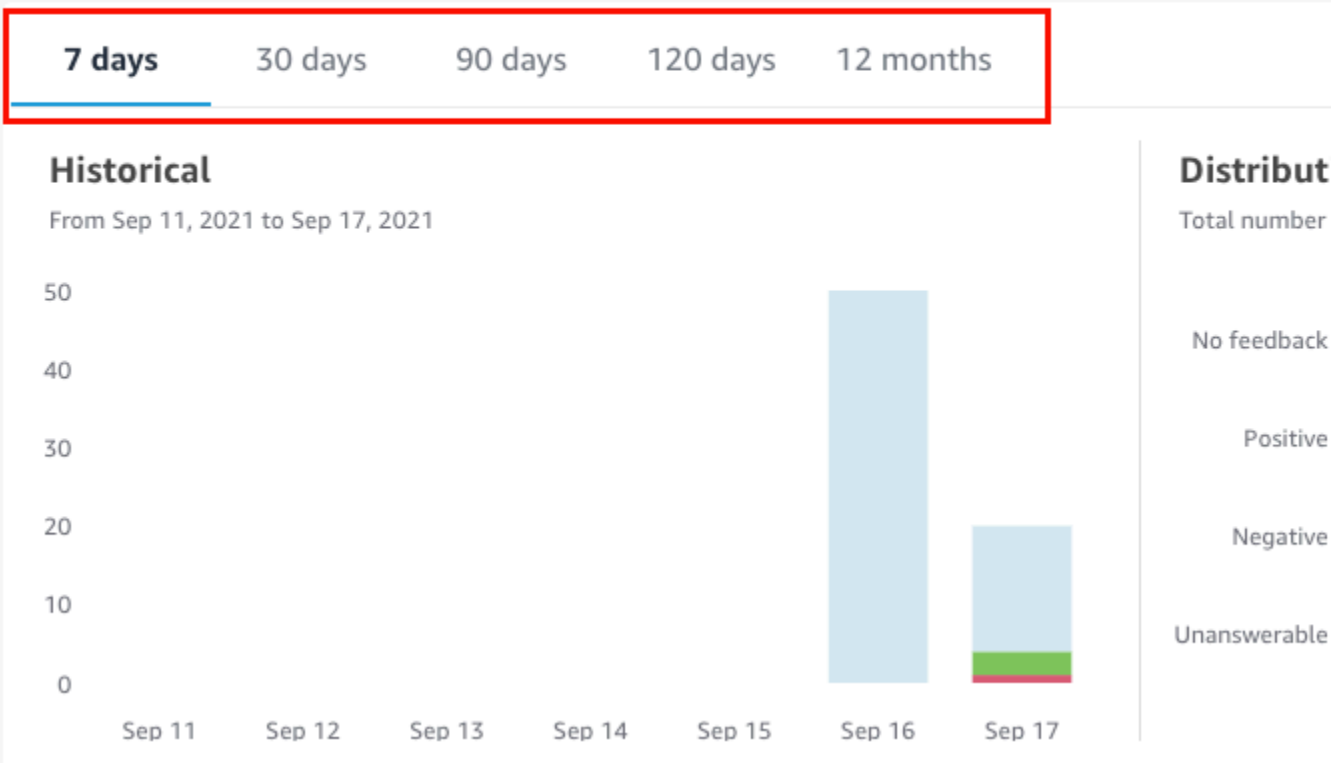 7 days 30 days 90 days 120 days 12 months
Historical
From Sep 11, 2021 to Sep 17, 2021
50
40
30
20
10
0
Sep 11 Sep 12 Sep 13 Sep 14 Sep 15 Sep 16 Sep 17
Distribut
Total number
No feedback
Positive
Negative
Unanswerable